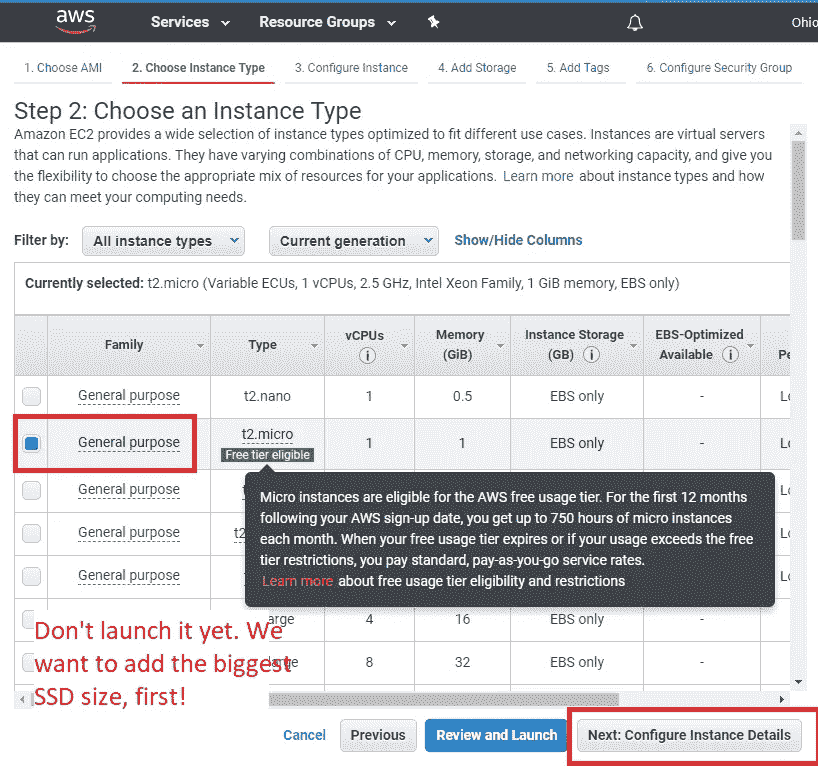 aws
Services
Resource Groups
Ohio
1. Choose AMI
2. Choose Instance Type
3. Configure Instance
4. Add Storage
5. Add Tags
6. Configure Security Group
Step 2: Choose an Instance Type
Amazon EC2 provides a wide selection of instance types optimized to fit different use cases. Instances are virtual servers
that can run applications. They have varying combinations of CPU, memory, storage, and networking capacity, and give you
the flexibility to choose the appropriate mix of resources for your applications. Learn more about instance types and how
they can meet your computing needs.
Filter by: All instance types Current generation Show/Hide Columns
Currently selected: t2.micro (Variable ECUs, 1 vCPUs, 2.5 GHz, Intel Xeon Family, 1 GiB memory, EBS only)
Family
Type
vCPUs
Memory
(GiB)
Instance Storage
(GB)
EBS-Optimized
Available
General purpose t2.nano 1 0.5 EBS only -
General purpose t2.micro 1 1 EBS only -
Free tier eligible
General purpose
General purpose
General purpose
Micro instances are eligible for the AWS free usage tier. For the first 12 months
following your AWS sign-up date, you get up to 750 hours of micro instances
each month. When your free usage tier expires or if your usage exceeds the free
tier restrictions, you pay standard, pay-as-you-go service rates.
Learn more about free usage tier eligibility and restrictions
4 16 EBS only -
8 32 EBS only -
Don't launch it yet. We
want to add the biggest
SSD size, first!
Cancel
Previous
Review and Launch
Next: Configure Instance Details